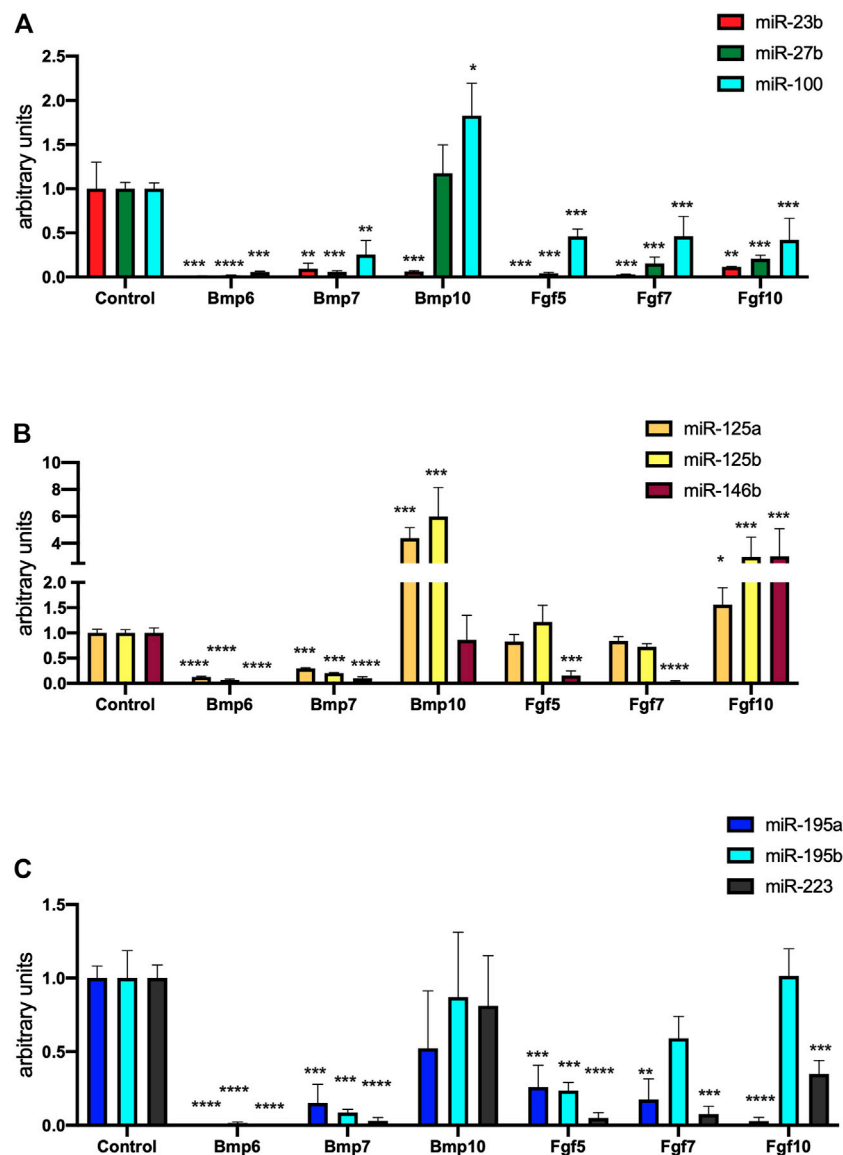 A
miR-23b
miR-27b
miR-100
arbitrary units
2.5
2.0
1.5
1.0
0.5
0.0
*
*** **** ***
** *** **
***
*** *** ***
*** *** ***
** *** ***
Control Bmp6 Bmp7 Bmp10 Fgf5 Fgf7 Fgf10
B
miR-125a
miR-125b
miR-146b
arbitrary units
10
8
6
4
2.0
1.5
1.0
0.5
0.0
**** **** ****
*** *** ****
*** ***
***
****
* *** ***
Control Bmp6 Bmp7 Bmp10 Fgf5 Fgf7 Fgf10
C
miR-195a
miR-195b
miR-223
arbitrary units
1.5
1.0
0.5
0.0
**** **** ****
*** *** ****
*** *** ****
** ***
**** ***
Control Bmp6 Bmp7 Bmp10 Fgf5 Fgf7 Fgf10